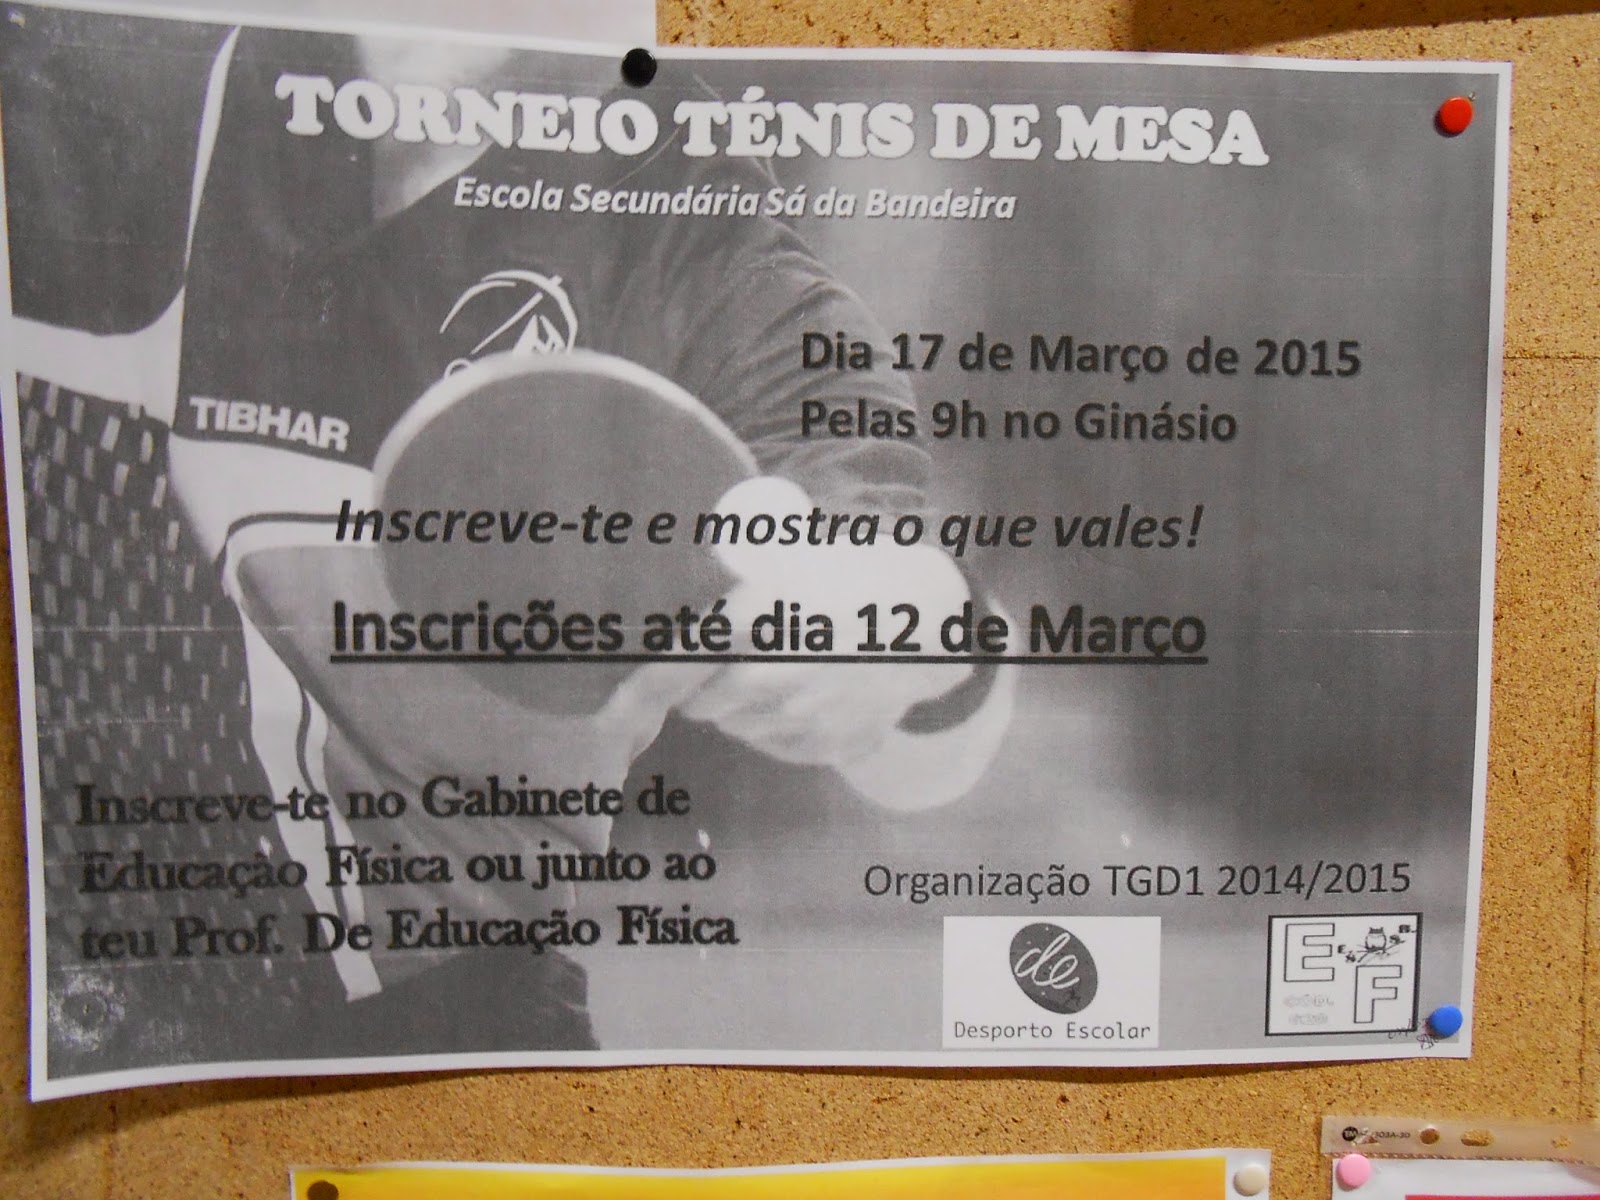 TORNEIO TÉNIS DE MESA
Escola Secundária Sá da Bandeira
Dia 17 de Março de 2015
Pelas 9h no Ginásio
TIBHAR
Inscreve-te e mostra o que vales!
Inscrições até dia 12 de Março
Inscreve-te no Gabinete de
Educação Física ou junto ao
teu Prof. De Educação Física
Organização TGD1 2014/2015
de
Desporto Escolar
E
F